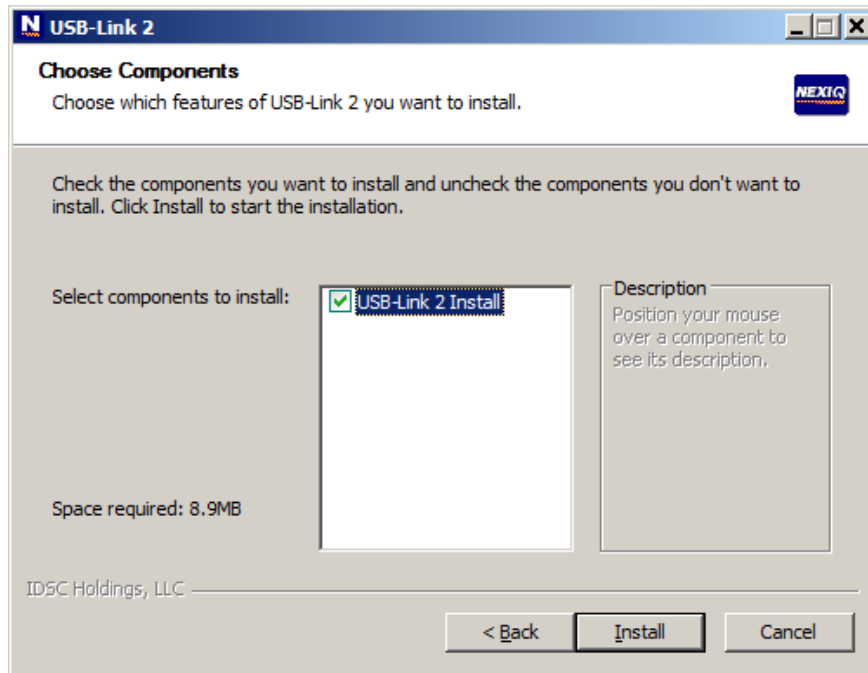 N USB-Link 2
Choose Components
Choose which features of USB-Link 2 you want to install.
NEXIQ
Check the components you want to install and uncheck the components you don't want to
install. Click Install to start the installation.
Select components to install:
USB-Link 2 Install
Description
Position your mouse
over a component to
see its description.
Space required: 8.9MB
IDSC Holdings, LLC
< Back
Install
Cancel